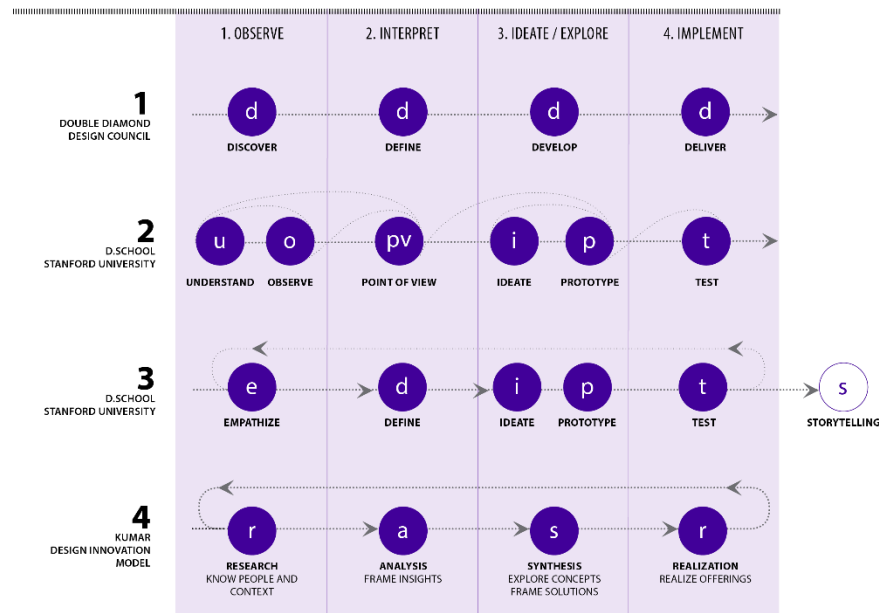 1. OBSERVE
2. INTERPRET
3. IDEATE / EXPLORE
4. IMPLEMENT
1
DOUBLE DIAMOND
DESIGN COUNCIL
d
DISCOVER
d
DEFINE
d
DEVELOP
d
DELIVER
2
D.SCHOOL
STANFORD UNIVERSITY
u
UNDERSTAND
o
OBSERVE
pv
POINT OF VIEW
i
IDEATE
p
PROTOTYPE
t
TEST
3
D.SCHOOL
STANFORD UNIVERSITY
e
EMPATHIZE
d
DEFINE
i
IDEATE
p
PROTOTYPE
t
TEST
s
STORYTELLING
4
KUMAR
DESIGN INNOVATION
MODEL
r
RESEARCH
KNOW PEOPLE AND
CONTEXT
a
ANALYSIS
FRAME INSIGHTS
s
SYNTHESIS
EXPLORE CONCEPTS
FRAME SOLUTIONS
r
REALIZATION
REALIZE OFFERINGS